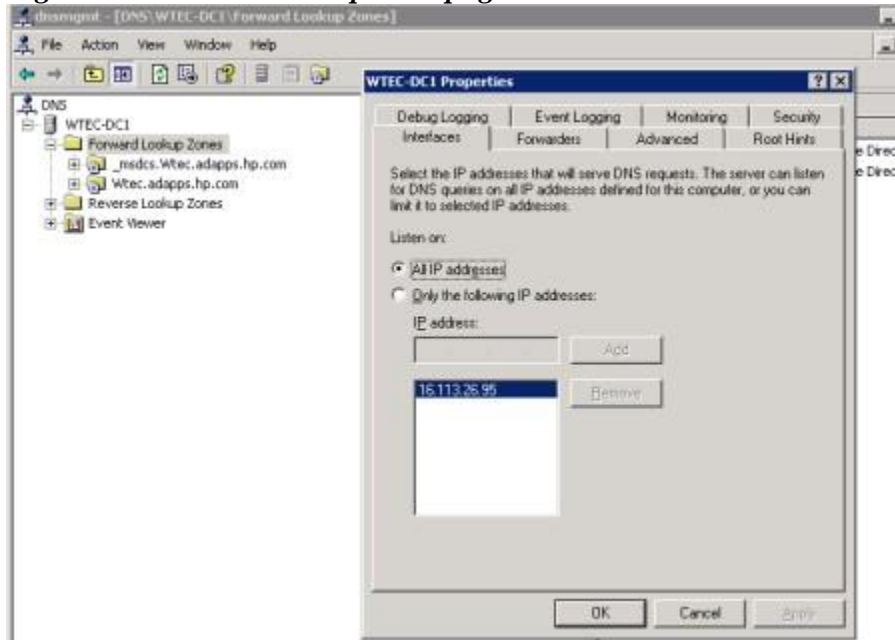 dnsmgmt - [DNS\WTEC-DC1\Forward Lookup Zones]
File Action View Window Help
DNS
WTEC-DC1
Forward Lookup Zones
_msdcs.Wtec.adapps.hp.com
Wtec.adapps.hp.com
Reverse Lookup Zones
Event Viewer
WTEC-DC1 Properties
Debug Logging Event Logging Monitoring Security
Interfaces Forwarders Advanced Root Hints
Select the IP addresses that will serve DNS requests. The server can listen
for DNS queries on all IP addresses defined for this computer, or you can
limit it to selected IP addresses.
Listen on:
All IP addresses
Only the following IP addresses:
IP address:
Add
16.113.26.95
Remove
OK Cancel Apply
e Direc
e Direc